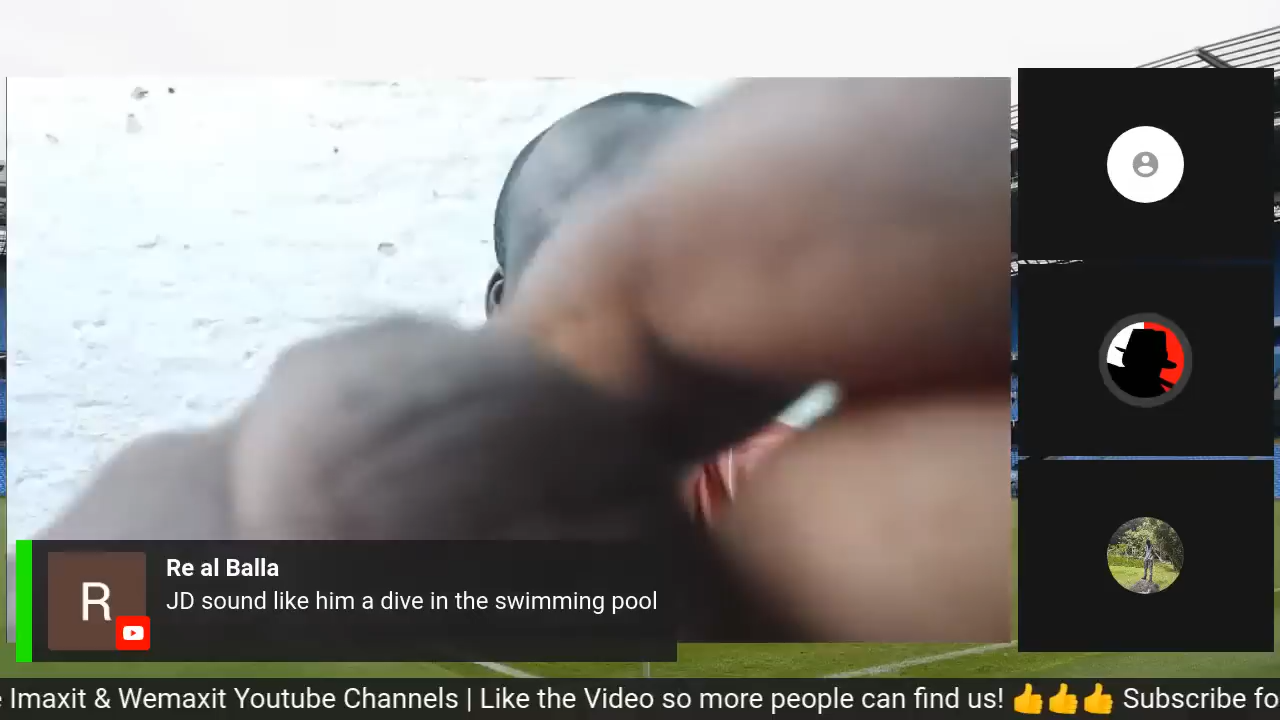 Re al Balla
R
JD sound like him a dive in the swimming pool
Imaxit & Wemaxit Youtube Channels | Like the Video so more people can find us! 👍👍👍 Subscribe